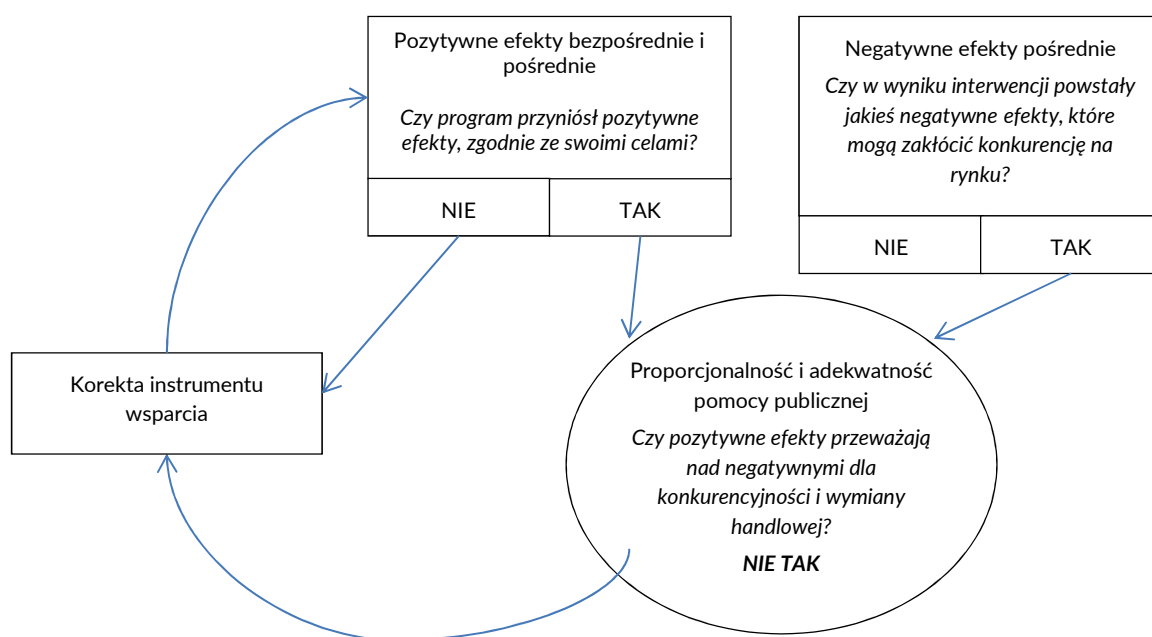 Pozytywne efekty bezpośrednie i
pośrednie
Czy program przyniósł pozytywne
efekty, zgodnie ze swoimi celami?
NIE
TAK
Negatywne efekty pośrednie
Czy w wyniku interwencji powstały
jakieś negatywne efekty, które
mogą zakłócić konkurencję na
rynku?
NIE
TAK
Korekta instrumentu
wsparcia
Proporcjonalność i adekwatność
pomocy publicznej
Czy pozytywne efekty przeważają
nad negatywnymi dla
konkurencyjności i wymiany
handlowej?
NIE TAK